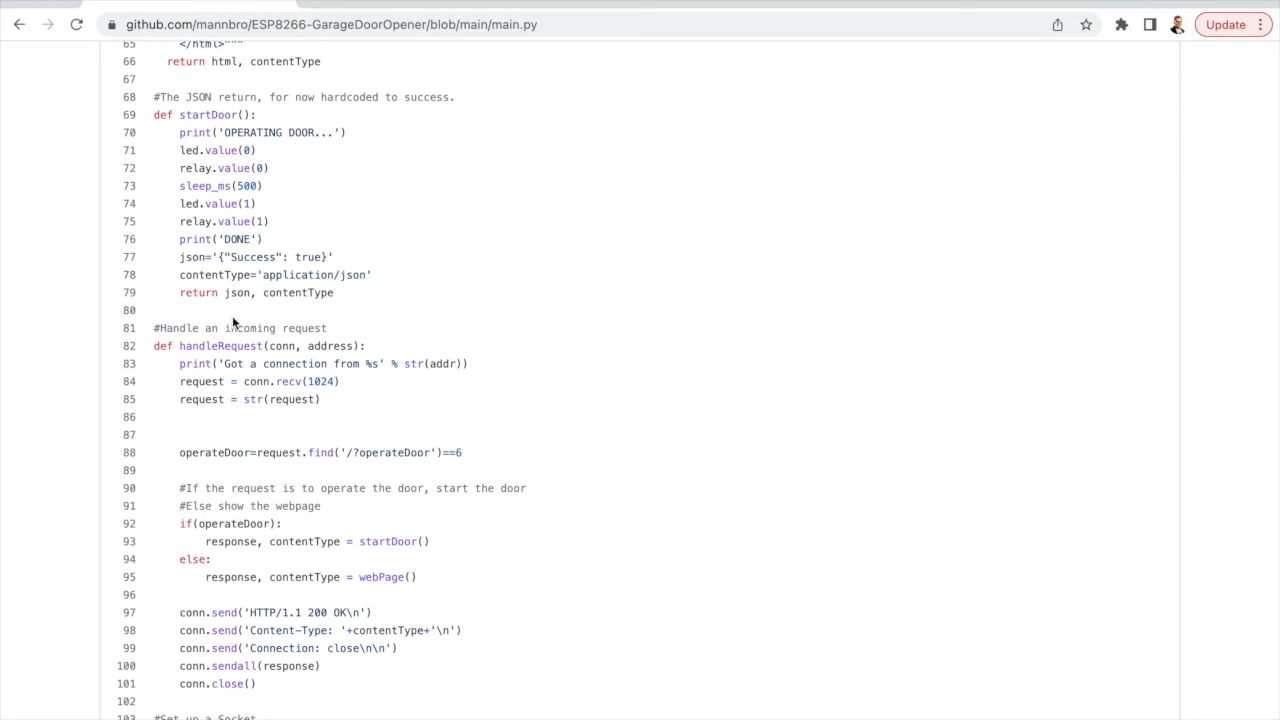 github.com/mannbro/ESP8266-GarageDoorOpener/blob/main/main.py
Update
65 </html>"""
66 return html, contentType
67
68 #The JSON return, for now hardcoded to success.
69 def startDoor():
70 print('OPERATING DOOR...')
71 led.value(0)
72 relay.value(0)
73 sleep_ms(500)
74 led.value(1)
75 relay.value(1)
76 print('DONE')
77 json='{"Success": true}'
78 contentType='application/json'
79 return json, contentType
80
81 #Handle an incoming request
82 def handleRequest(conn, address):
83 print('Got a connection from %s' % str(addr))
84 request = conn.recv(1024)
85 request = str(request)
86
87
88 operateDoor=request.find('/?operateDoor')==6
89
90 #If the request is to operate the door, start the door
91 #Else show the webpage
92 if(operateDoor):
93 response, contentType = startDoor()
94 else:
95 response, contentType = webPage()
96
97 conn.send('HTTP/1.1 200 OK\n')
98 conn.send('Content-Type: '+contentType+'\n')
99 conn.send('Connection: close\n\n')
100 conn.sendall(response)
101 conn.close()
102
103 #Set up a Socket